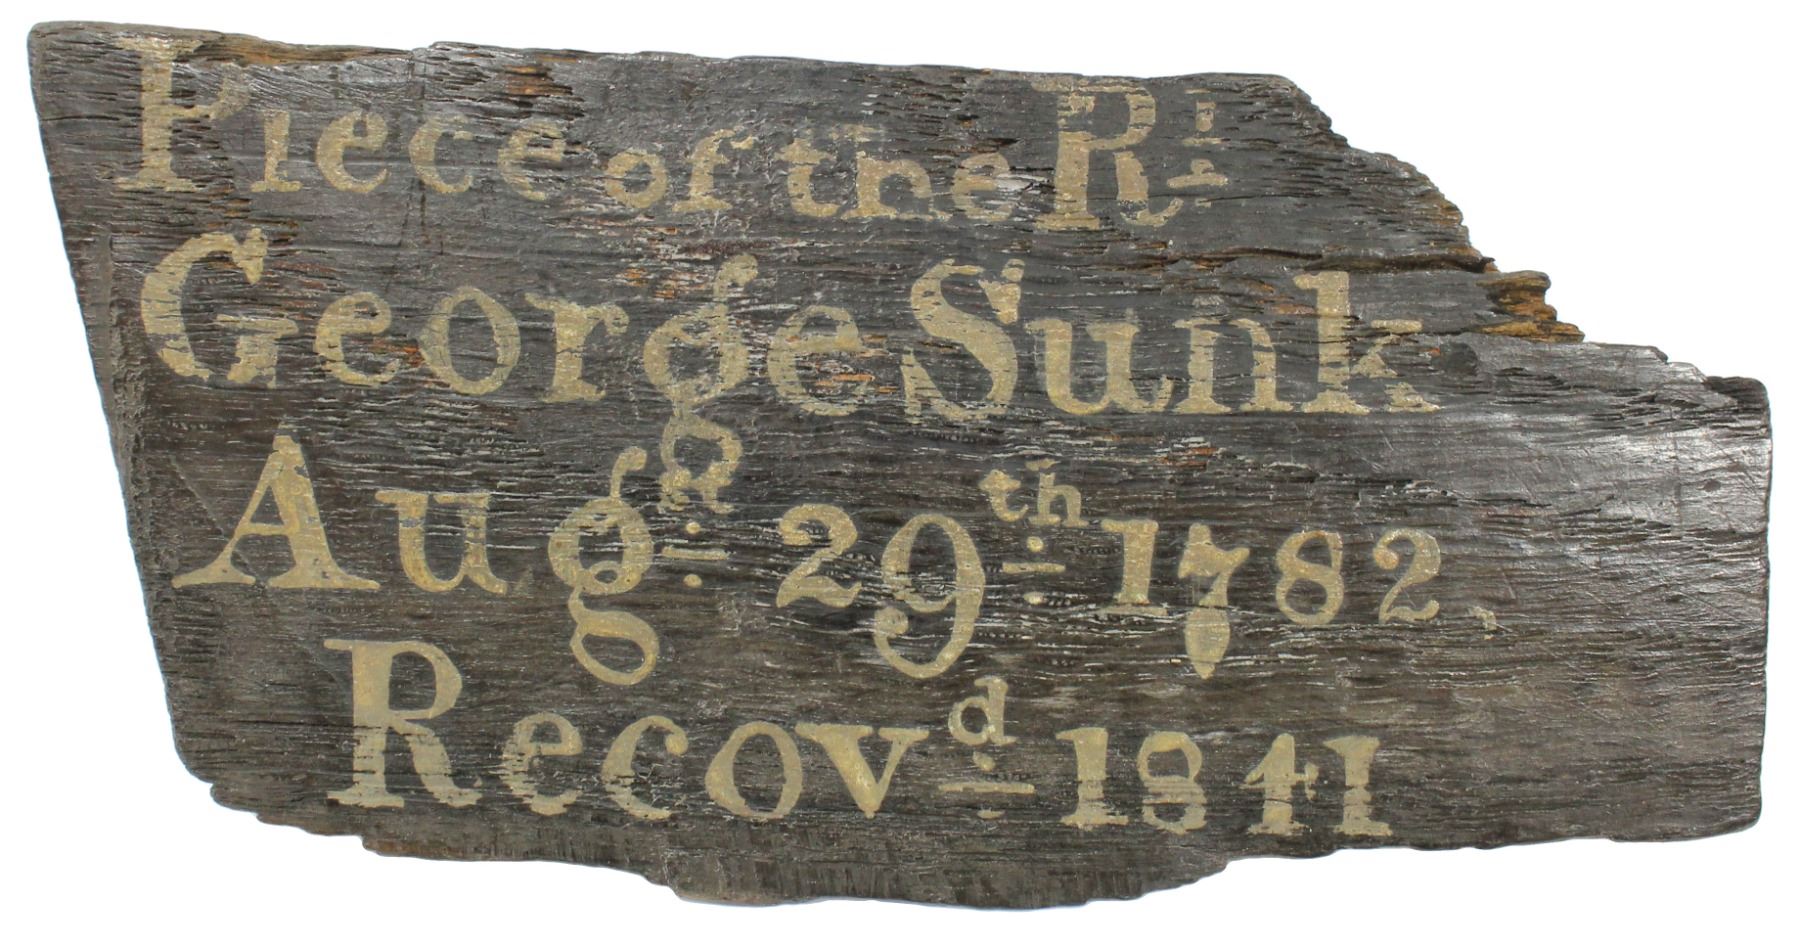 Piece of the Rl
George Sunk
Augst 29th 1782.
Recovd 1841